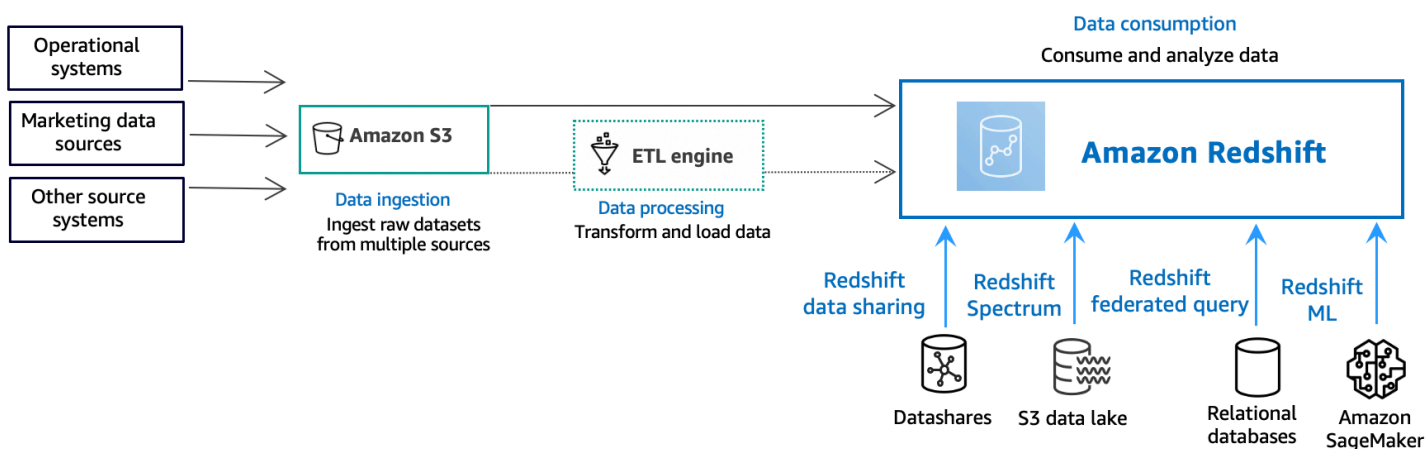 Operational
systems
Marketing data
sources
Other source
systems
Amazon S3
Data ingestion
Ingest raw datasets
from multiple sources
ETL engine
Data processing
Transform and load data
Data consumption
Consume and analyze data
Amazon Redshift
Redshift
data sharing
Redshift
Spectrum
Redshift
federated query
Redshift
ML
Datashares
S3 data lake
Relational
databases
Amazon
SageMaker